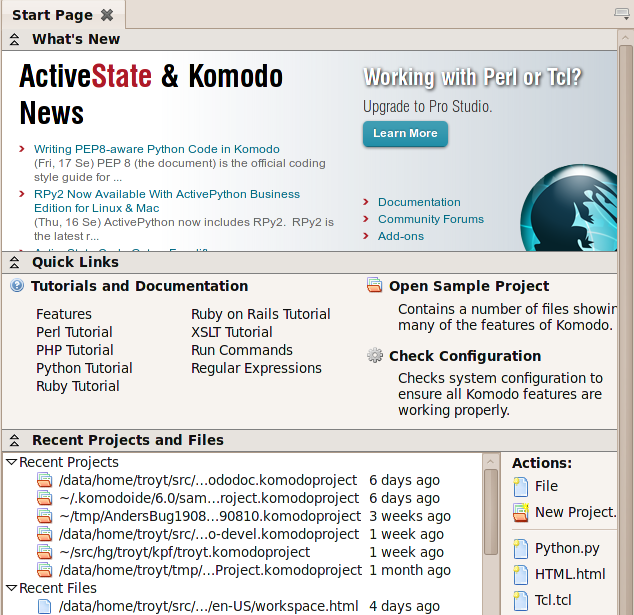 Start Page
What's New
ActiveState & Komodo
News
Writing PEP8-aware Python Code in Komodo
(Fri, 17 Se) PEP 8 (the document) is the official coding
style guide for ...
RPy2 Now Available With ActivePython Business
Edition for Linux & Mac
(Thu, 16 Se) ActivePython now includes RPy2. RPy2 is
the latest r...
Working with Perl or Tcl?
Upgrade to Pro Studio.
Learn More
Documentation
Community Forums
Add-ons
Quick Links
Tutorials and Documentation
Features
Perl Tutorial
PHP Tutorial
Python Tutorial
Ruby Tutorial
Ruby on Rails Tutorial
XSLT Tutorial
Run Commands
Regular Expressions
Open Sample Project
Contains a number of files showin
many of the features of Komodo.
Check Configuration
Checks system configuration to
ensure all Komodo features are
working properly.
Recent Projects and Files
Recent Projects
/data/home/troyt/src/...ododoc.komodoproject 6 days ago
~/.komodoide/6.0/sam...roject.komodoproject 6 days ago
~/tmp/AndersBug1908...90810.komodoproject 3 weeks ago
/data/home/troyt/src/...o-devel.komodoproject 1 week ago
~/src/hg/troyt/kpf/troyt.komodoproject 1 week ago
/data/home/troyt/tmp/...Project.komodoproject 1 month ago
Recent Files
/data/home/troyt/src/.../en-US/workspace.html 4 days ago
Actions:
File
New Project.
Python.py
HTML.html
Tcl.tcl